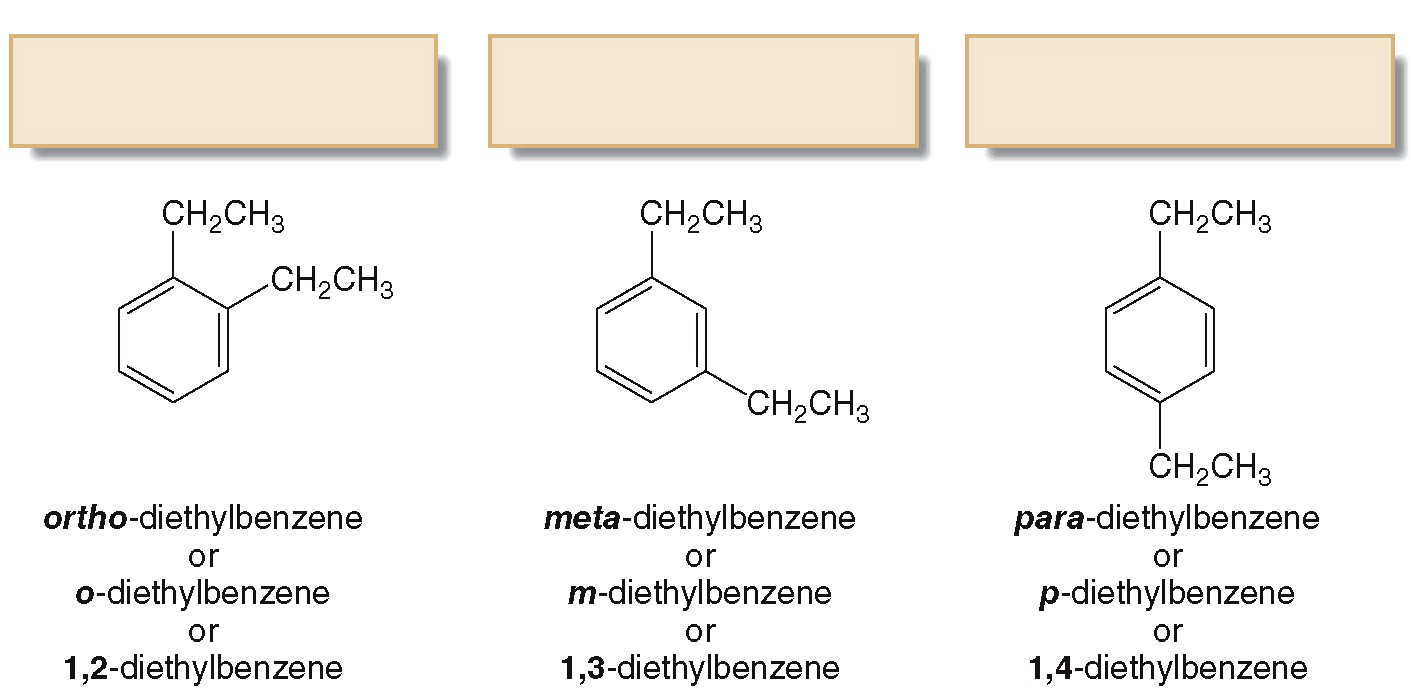 CH₂CH₃
CH₂CH₃
ortho-diethylbenzene
or
o-diethylbenzene
or
1,2-diethylbenzene
CH₂CH₃
CH₂CH₃
meta-diethylbenzene
or
m-diethylbenzene
or
1,3-diethylbenzene
CH₂CH₃
CH₂CH₃
para-diethylbenzene
or
p-diethylbenzene
or
1,4-diethylbenzene